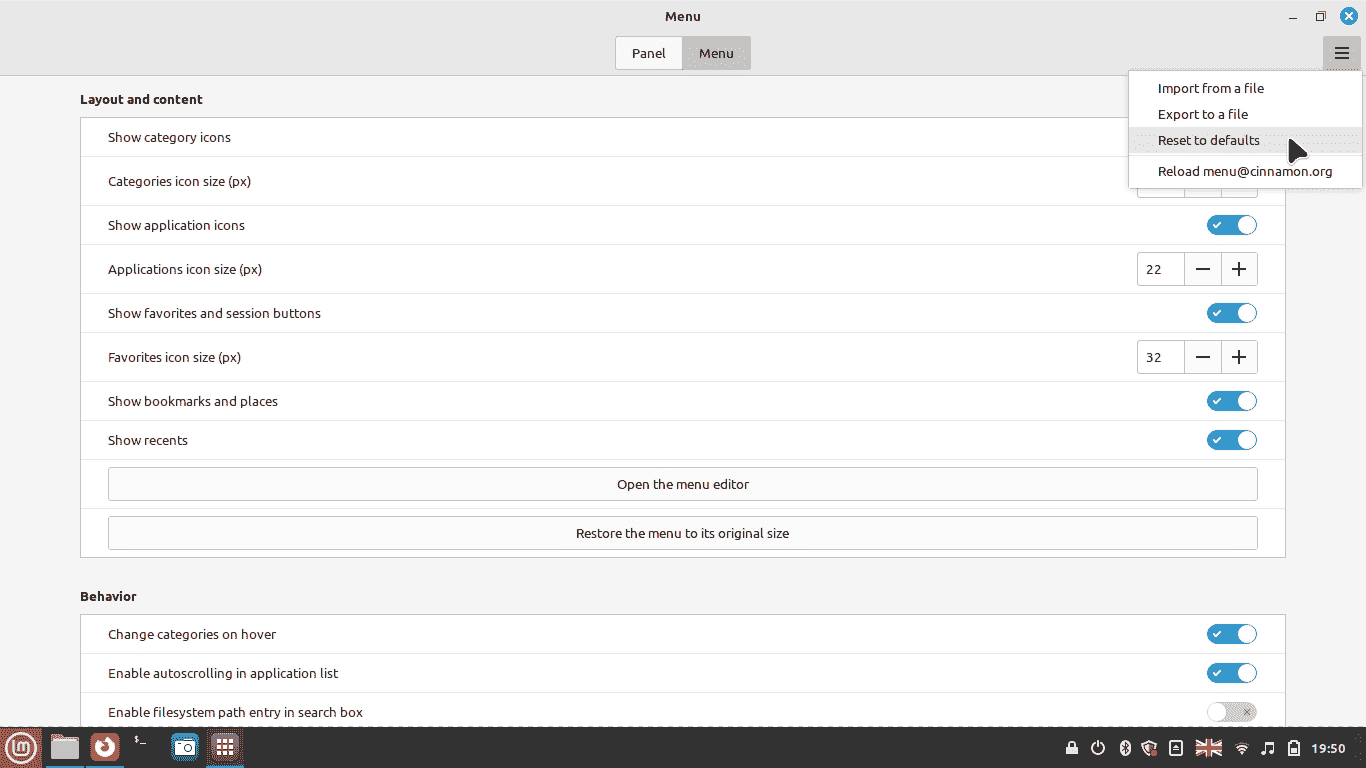 Menu
Panel
Menu
Import from a file
Export to a file
Reset to defaults
Reload menu@cinnamon.org
Layout and content
Show category icons
Categories icon size (px)
Show application icons
Applications icon size (px)
22
Show favorites and session buttons
Favorites icon size (px)
32
Show bookmarks and places
Show recents
Open the menu editor
Restore the menu to its original size
Behavior
Change categories on hover
Enable autoscrolling in application list
Enable filesystem path entry in search box
19:50